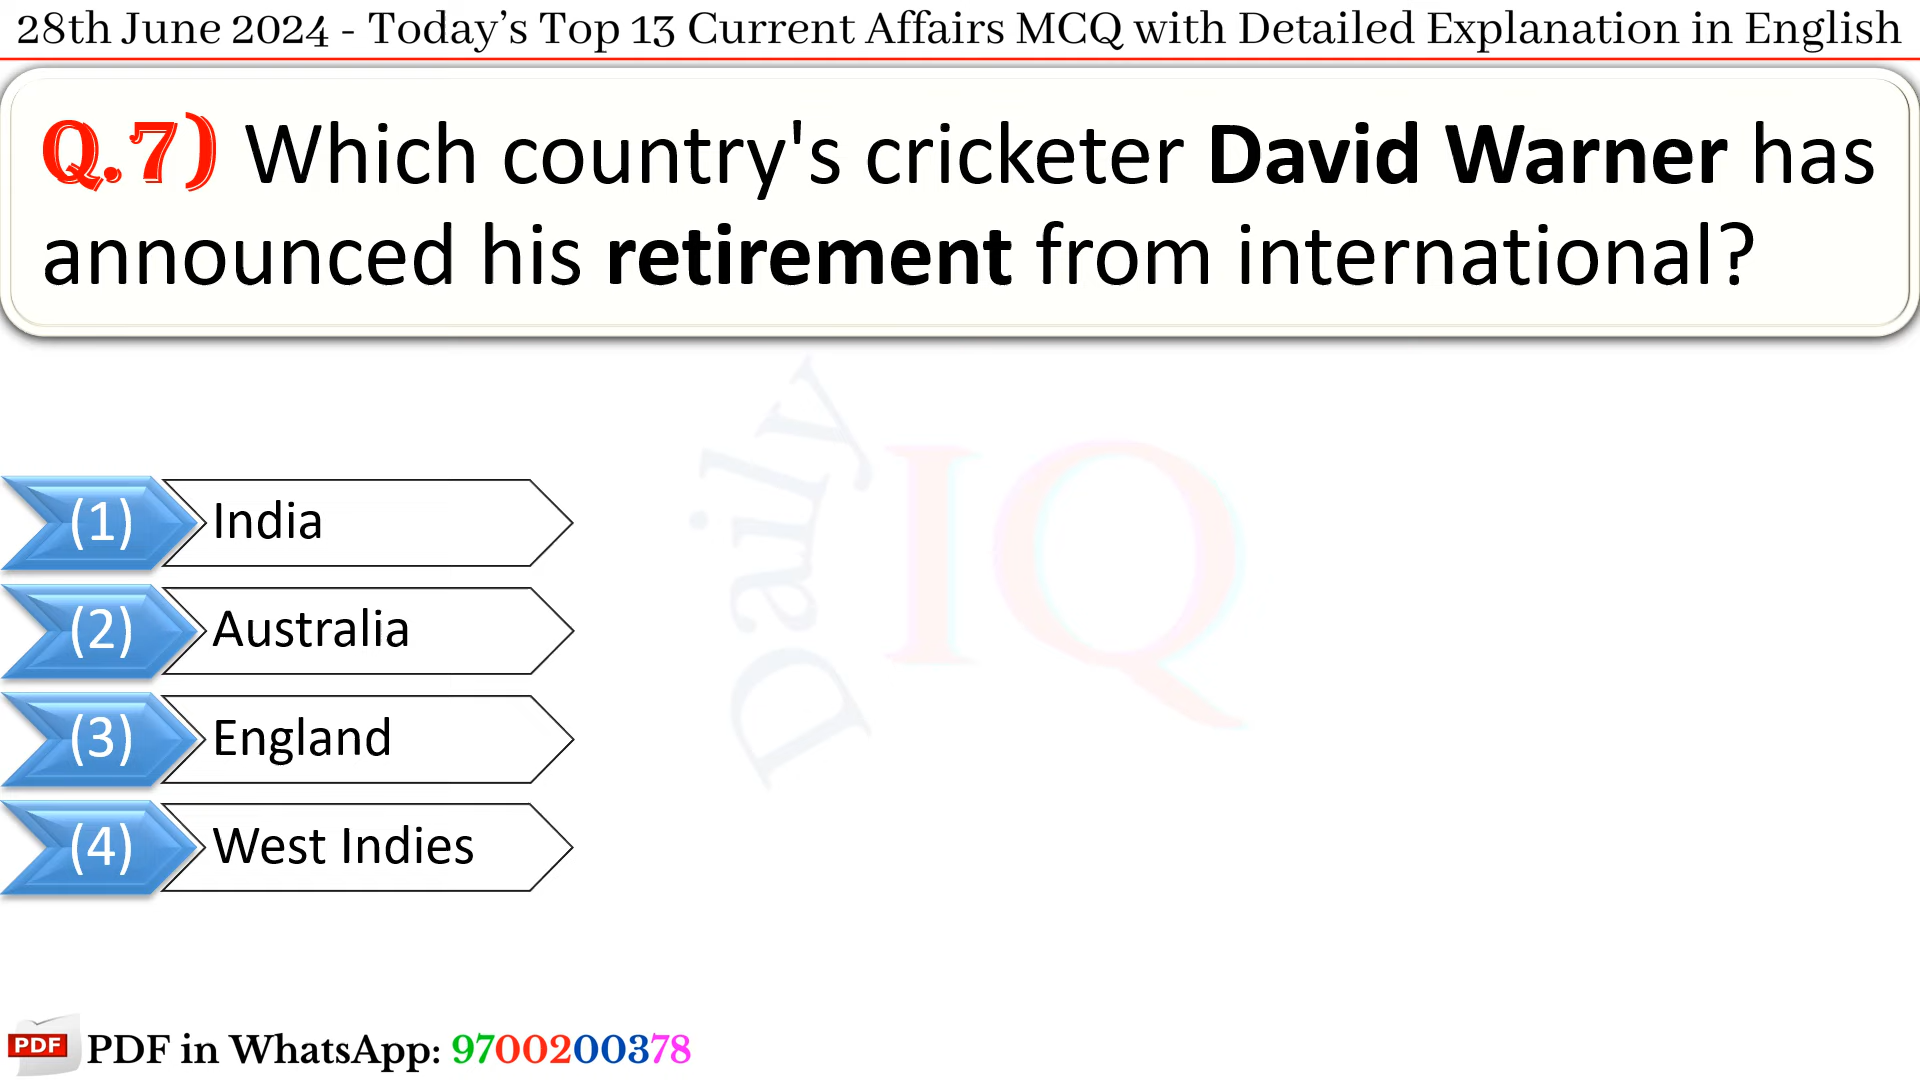 28th June 2024 - Today’s Top 13 Current Affairs MCQ with Detailed Explanation in English
Q.7) Which country's cricketer David Warner has
announced his retirement from international?
Daily IQ
(1) India
(2) Australia
(3) England
(4) West Indies
PDF PDF in WhatsApp: 9700200378